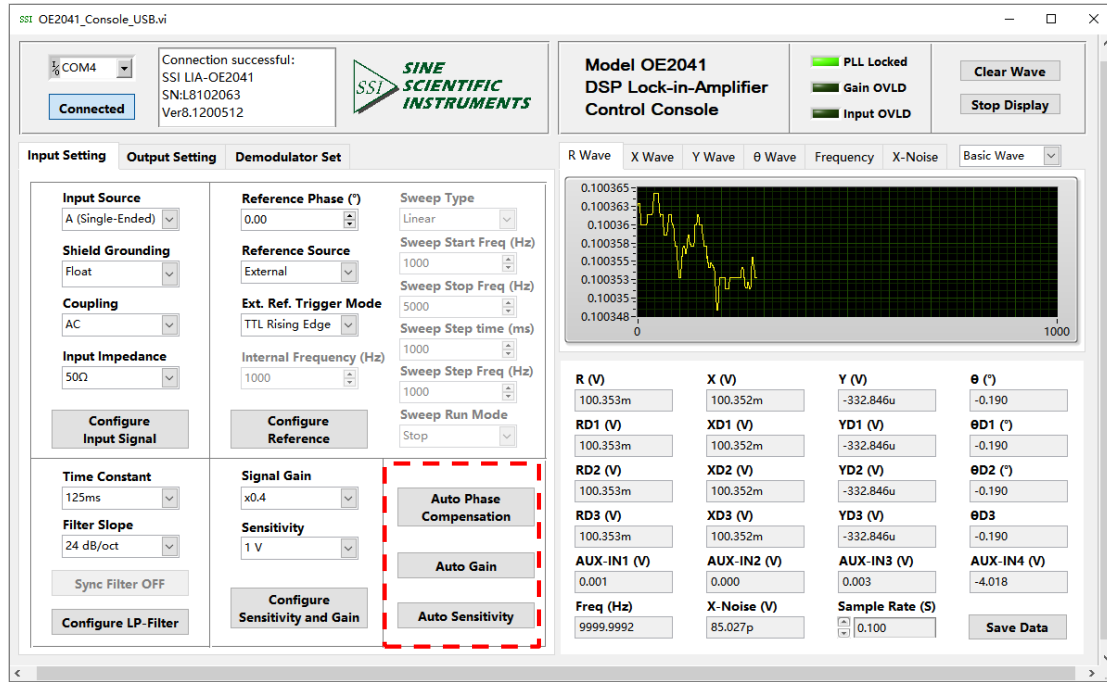 SSI OE2041_Console_USB.vi
COM4
Connected
Connection successful:
SSI LIA-OE2041
SN:L8102063
Ver8.1200512
SSI
SINE
SCIENTIFIC
INSTRUMENTS
Model OE2041
DSP Lock-in-Amplifier
Control Console
PLL Locked
Gain OVLD
Input OVLD
Clear Wave
Stop Display
Input Setting
Output Setting
Demodulator Set
Input Source
A (Single-Ended)
Shield Grounding
Float
Coupling
AC
Input Impedance
50Ω
Configure
Input Signal
Reference Phase (°)
0.00
Reference Source
External
Ext. Ref. Trigger Mode
TTL Rising Edge
Internal Frequency (Hz)
1000
Configure
Reference
Sweep Type
Linear
Sweep Start Freq (Hz)
1000
Sweep Stop Freq (Hz)
5000
Sweep Step time (ms)
1000
Sweep Step Freq (Hz)
1000
Sweep Run Mode
Stop
Time Constant
125ms
Filter Slope
24 dB/oct
Sync Filter OFF
Configure LP-Filter
Signal Gain
x0.4
Sensitivity
1 V
Configure
Sensitivity and Gain
Auto Phase
Compensation
Auto Gain
Auto Sensitivity
R Wave
X Wave
Y Wave
θ Wave
Frequency
X-Noise
Basic Wave
0.100365
0.100363
0.10036
0.100358
0.100355
0.100353
0.10035
0.100348
0
1000
R (V)
X (V)
Y (V)
θ (°)
100.353m
100.352m
-332.846u
-0.190
RD1 (V)
XD1 (V)
YD1 (V)
θD1 (°)
100.353m
100.352m
-332.846u
-0.190
RD2 (V)
XD2 (V)
YD2 (V)
θD2 (°)
100.353m
100.352m
-332.846u
-0.190
RD3 (V)
XD3 (V)
YD3 (V)
θD3
100.353m
100.352m
-332.846u
-0.190
AUX-IN1 (V)
AUX-IN2 (V)
AUX-IN3 (V)
AUX-IN4 (V)
0.001
0.000
0.003
-4.018
Freq (Hz)
X-Noise (V)
Sample Rate (S)
9999.9992
85.027p
0.100
Save Data